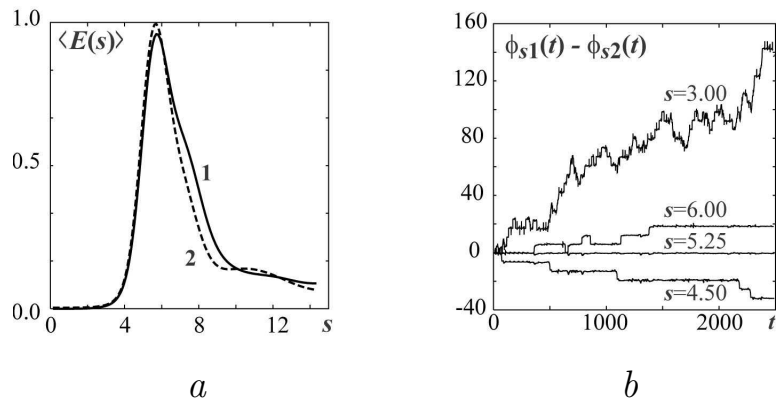 1.0
⟨E(s)⟩
0.5
0.0
1
2
0 4 8 12 s
a
160
ϕs1(t) - ϕs2(t)
120
80
40
0
-40
s=3.00
s=6.00
s=5.25
s=4.50
0 1000 2000 t
b